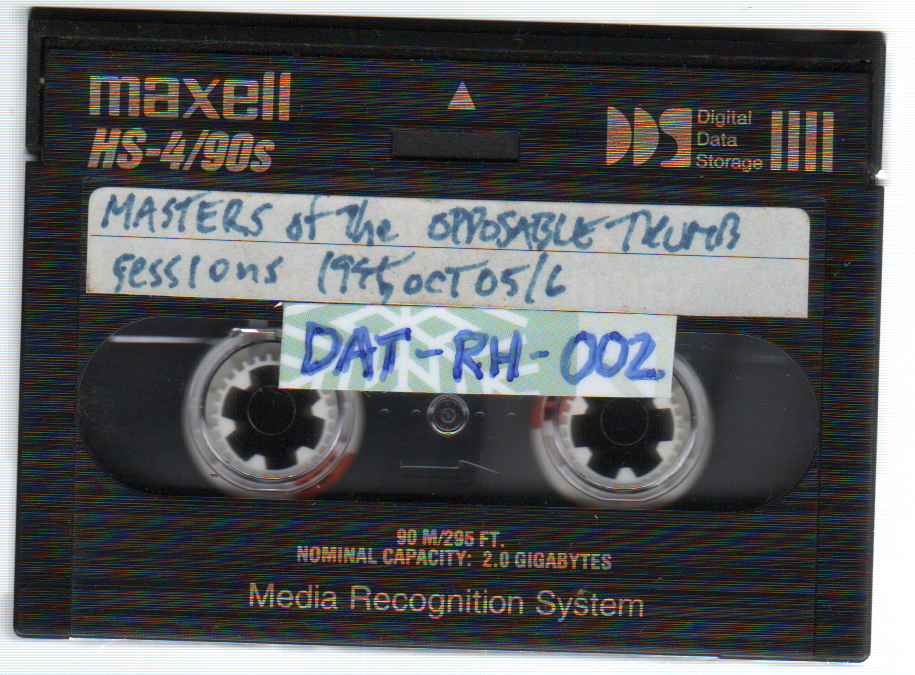 maxell
HS-4/90s
DDS Digital
Data
Storage
MASTERS of the OPPOSABLE THUMB
sessions 1995 OCT 05/6
DAT-RH-002
90 M/295 FT.
NOMINAL CAPACITY: 2.0 GIGABYTES
Media Recognition System